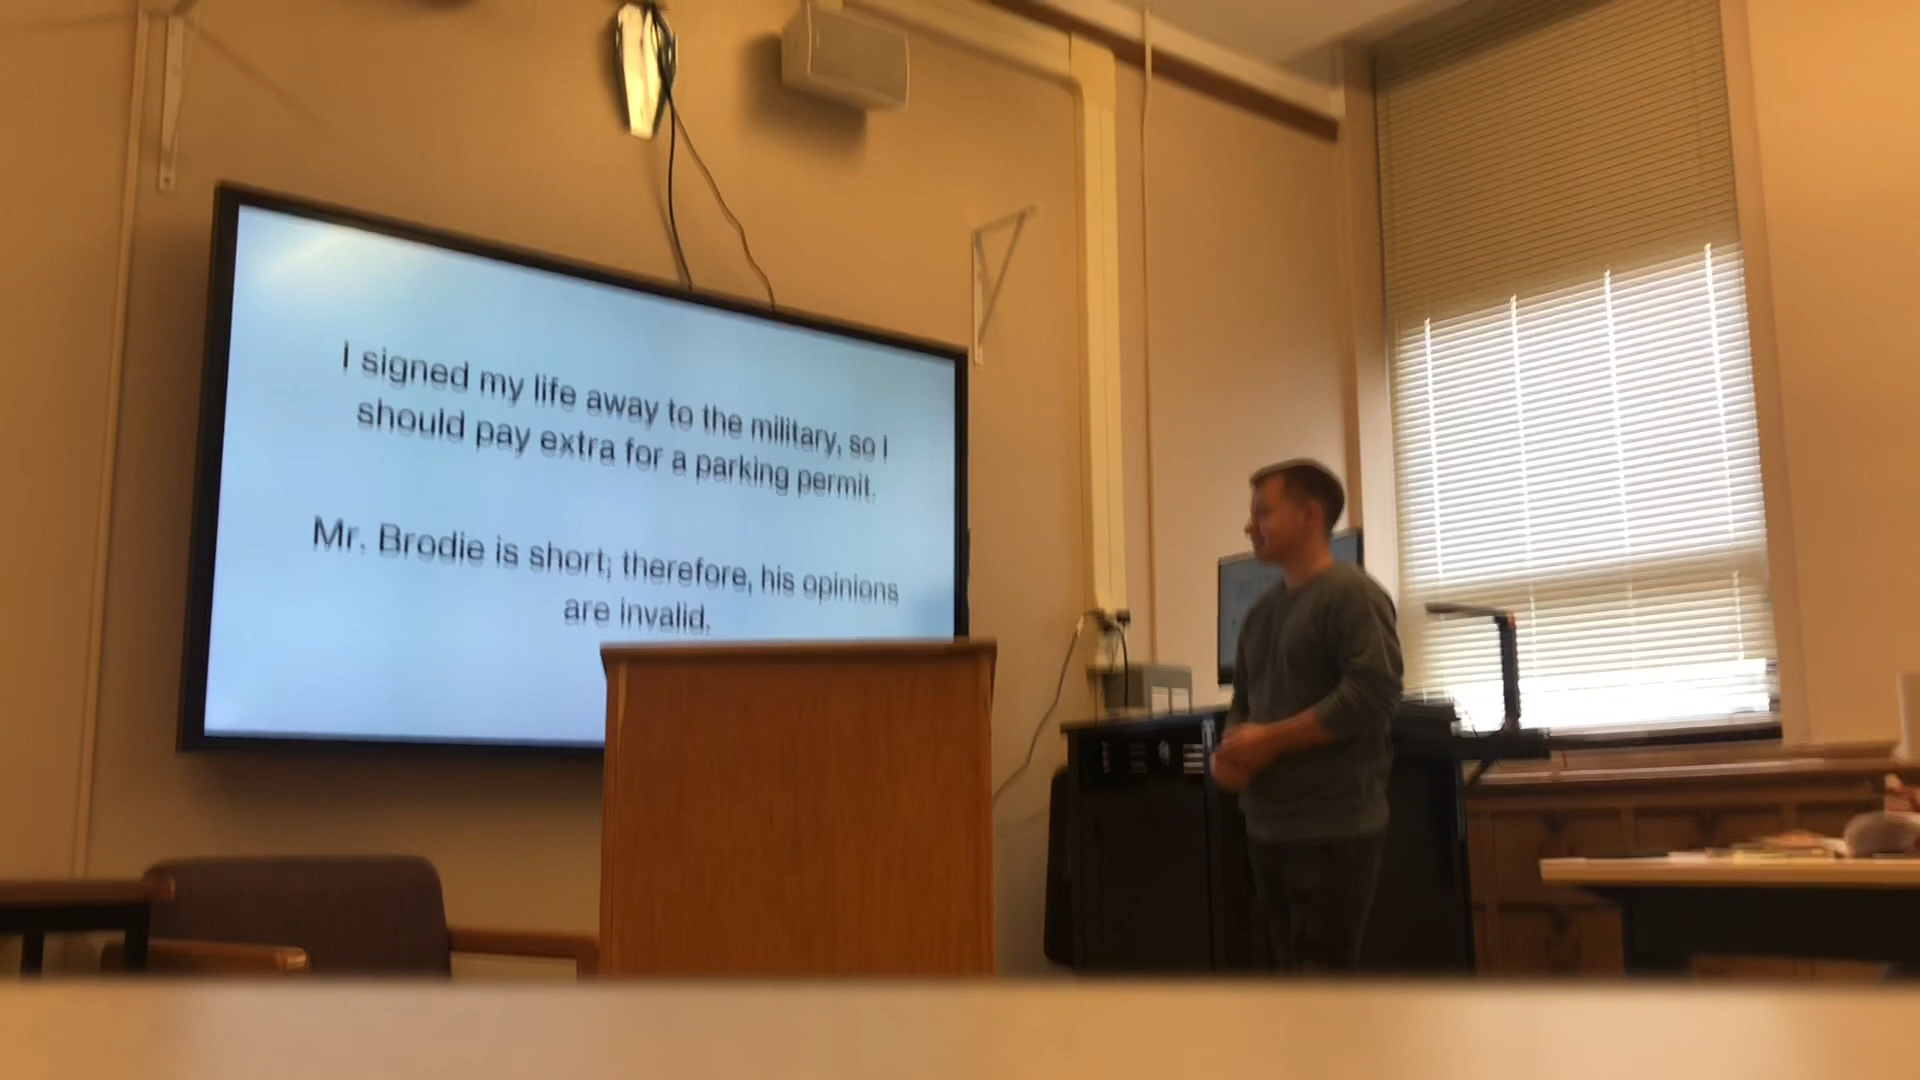 I signed my life away to the military, so I
should pay extra for a parking permit.
Mr. Brodie is short; therefore, his opinions
are invalid.